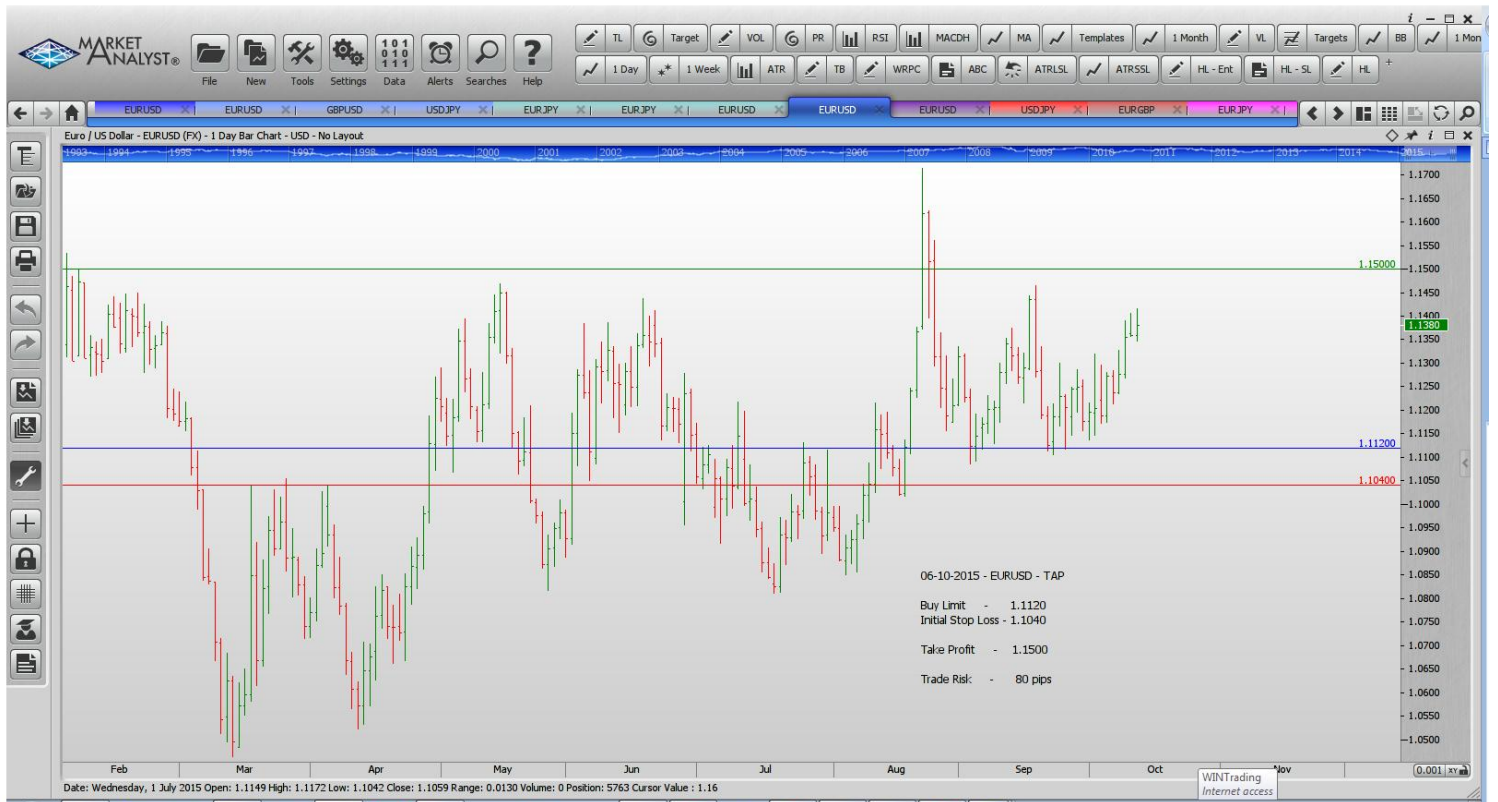 i
MARKET ANALYST®
File New Tools Settings Data Alerts Searches Help
TL Target VOL PR RSI MACDH MA Templates 1 Month VL Targets BB 1 Mon
1 Day 1 Week ATR TB WRPC ABC ATRLSL ATRSSL HL - Ent HL - SL HL
EURUSD EURUSD GBPUSD USDJPY EURJPY EURJPY EURUSD EURUSD EURUSD USDJPY EURGBP EURJPY
Euro / US Dollar - EURUSD (FX) - 1 Day Bar Chart - USD - No Layout
1993 1994 1995 1996 1997 1998 1999 2000 2001 2002 2003 2004 2005 2006 2007 2008 2009 2010 2011 2012 2013 2014 2015
1.1700
1.1650
1.1600
1.1550
1.15000 1.1500
1.1450
1.1400
1.1380
1.1350
1.1300
1.1250
1.1200
1.1150
1.11200
1.1100
1.10400 1.1050
1.1000
1.0950
1.0900
1.0850
1.0800
1.0750
1.0700
1.0650
1.0600
1.0550
1.0500
06-10-2015 - EURUSD - TAP
Buy Limit - 1.1120
Initial Stop Loss - 1.1040
Take Profit - 1.1500
Trade Risk - 80 pips
Feb Mar Apr May Jun Jul Aug Sep Oct Nov
0.001 XY
WINTrading
Internet access
Date: Wednesday, 1 July 2015 Open: 1.1149 High: 1.1172 Low: 1.1042 Close: 1.1059 Range: 0.0130 Volume: 0 Position: 5763 Cursor Value : 1.16